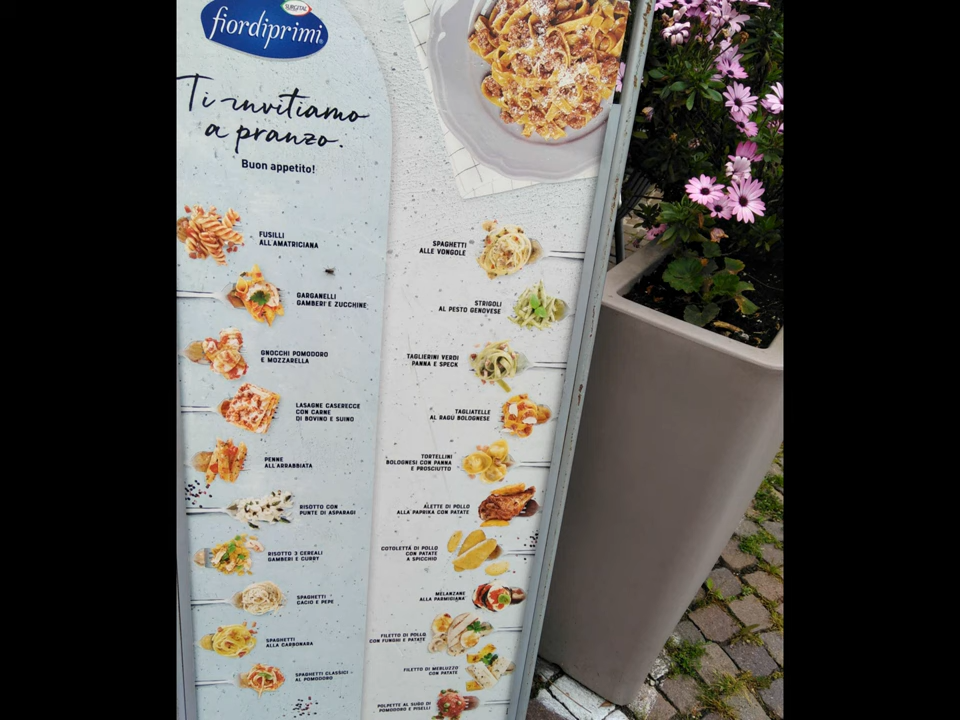 SURGITAL
fiordiprimi
Ti invitiamo
a pranzo.
Buon appetito!
FUSILLI
ALL'AMATRICIANA
GARGANELLI
GAMBERI E ZUCCHINE
GNOCCHI POMODORO
E MOZZARELLA
LASAGNE CASERECCE
CON CARNE
DI BOVINO E SUINO
PENNE
ALL'ARRABBIATA
RISOTTO CON
PUNTE DI ASPARAGI
RISOTTO 3 CEREALI
GAMBERI E CURRY
SPAGHETTI
CACIO E PEPE
SPAGHETTI
ALLA CARBONARA
SPAGHETTI CLASSICI
AL POMODORO
SPAGHETTI
ALLE VONGOLE
STRIGOLI
AL PESTO GENOVESE
TAGLIERINI VERDI
PANNA E SPECK
TAGLIATELLE
AL RAGÙ BOLOGNESE
TORTELLINI
BOLOGNESI CON PANNA
E PROSCIUTTO
ALETTE DI POLLO
ALLA PAPRIKA CON PATATE
COTOLETTA DI POLLO
CON PATATE
A SPICCHIO
MELANZANE
ALLA PARMIGIANA
FILETTO DI POLLO
CON FUNGHI E PATATE
FILETTO DI MERLUZZO
CON PATATE
POLPETTE AL SUGO DI
POMODORO E PISELLI